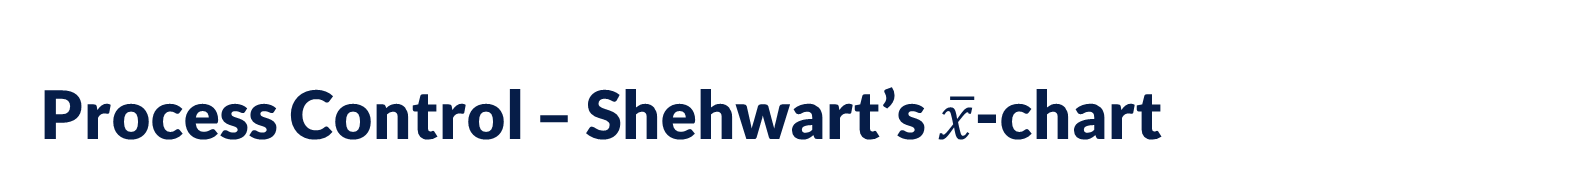 Process Control – Shehwart’s x̄-chart